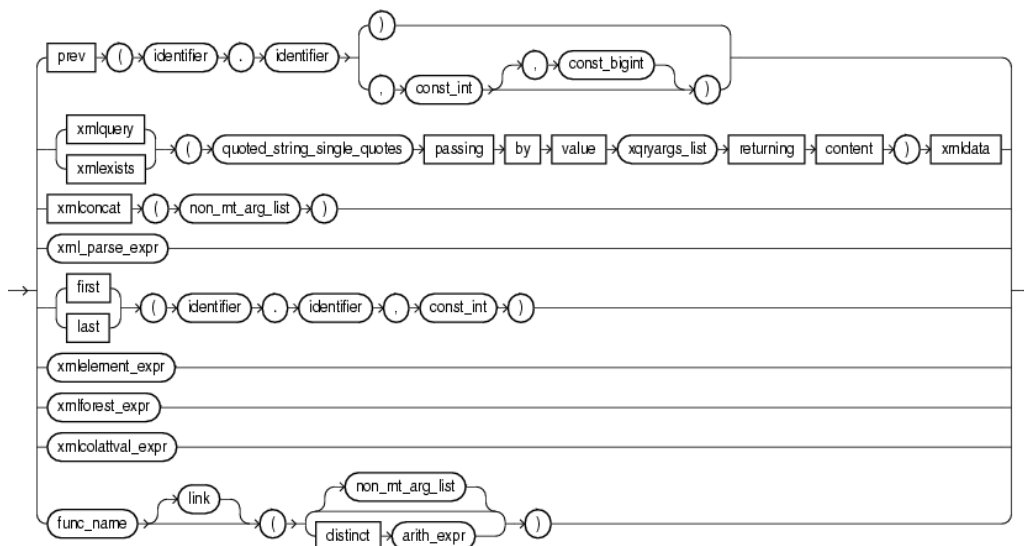 )
prev ( identifier . identifier
, const_int , const_bigint )
xmlquery
xmlexists
( quoted_string_single_quotes passing by value xqryargs_list returning content ) xmldata
xmlconcat ( non_mt_arg_list )
xml_parse_expr
first
last
( identifier . identifier , const_int )
xmlelement_expr
xmlforest_expr
xmlcolattval_expr
func_name link ( non_mt_arg_list
distinct arith_expr )